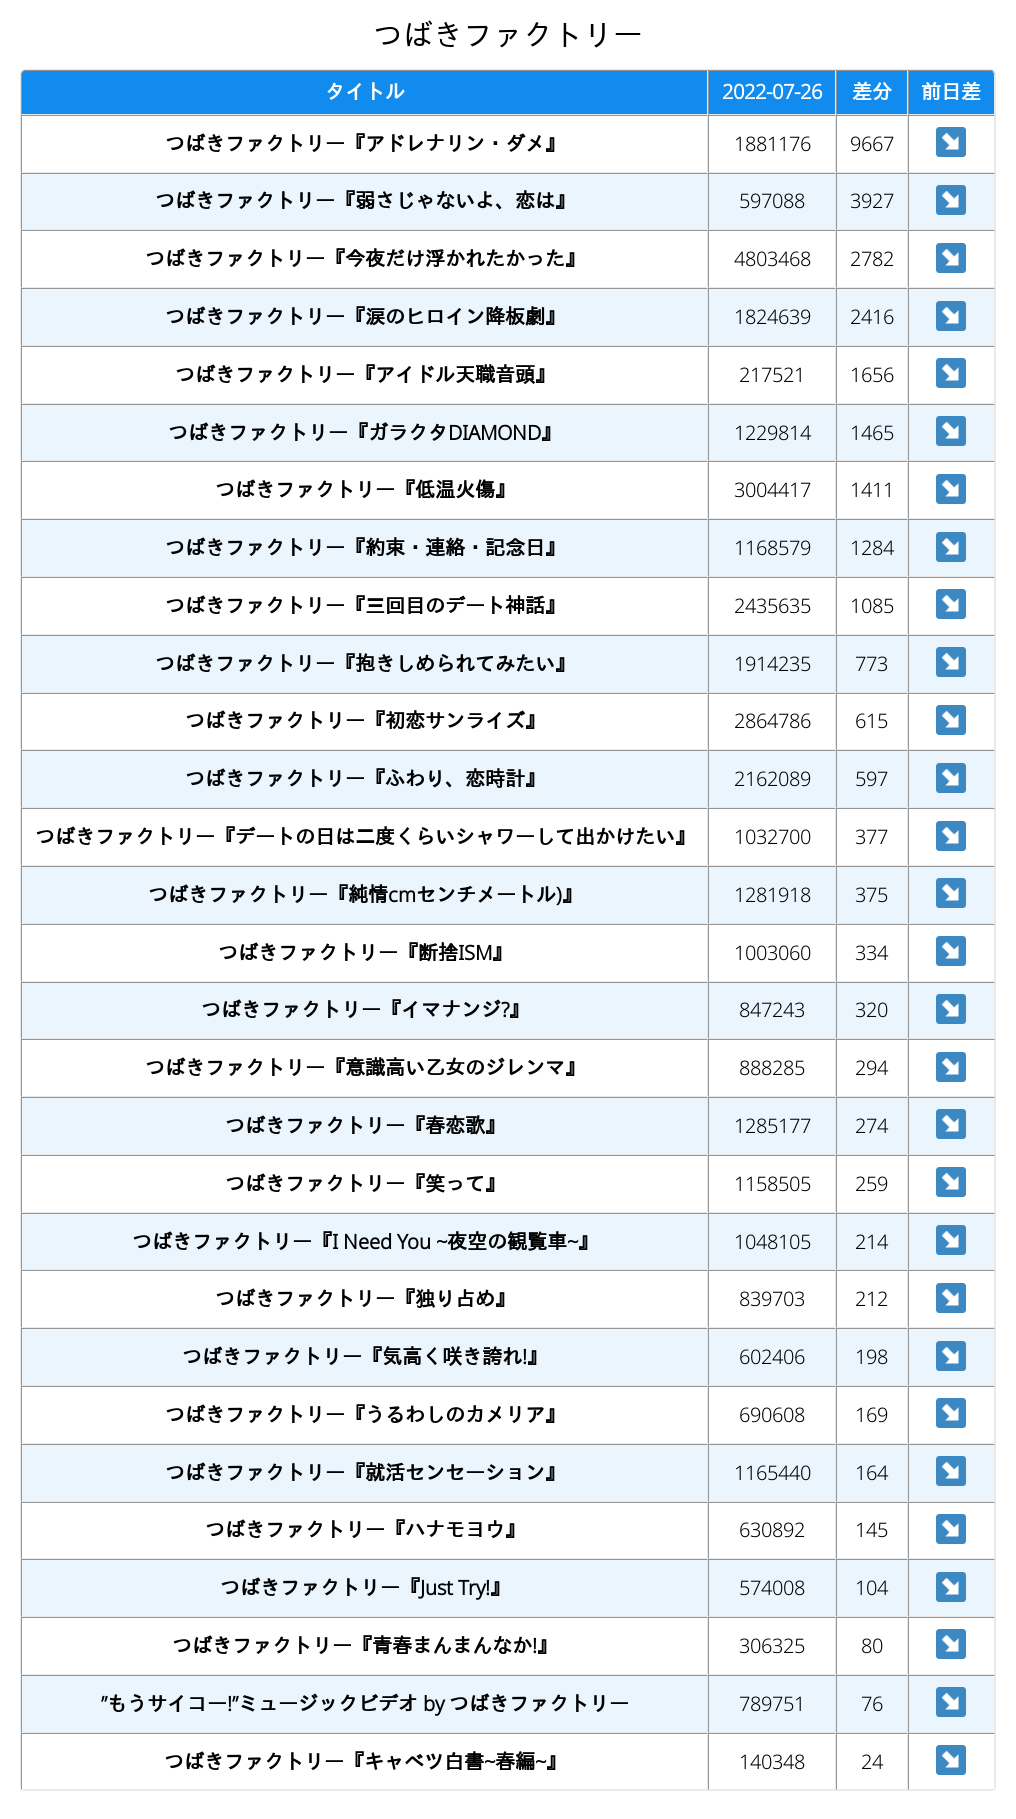 つばきファクトリー
タイトル 2022-07-26 差分 前日差
つばきファクトリー『アドレナリン・ダメ』 1881176 9667
つばきファクトリー『弱さじゃないよ、恋は』 597088 3927
つばきファクトリー『今夜だけ浮かれたかった』 4803468 2782
つばきファクトリー『涙のヒロイン降板劇』 1824639 2416
つばきファクトリー『アイドル天職音頭』 217521 1656
つばきファクトリー『ガラクタDIAMOND』 1229814 1465
つばきファクトリー『低温火傷』 3004417 1411
つばきファクトリー『約束・連絡・記念日』 1168579 1284
つばきファクトリー『三回目のデート神話』 2435635 1085
つばきファクトリー『抱きしめられてみたい』 1914235 773
つばきファクトリー『初恋サンライズ』 2864786 615
つばきファクトリー『ふわり、恋時計』 2162089 597
つばきファクトリー『デートの日は二度くらいシャワーして出かけたい』 1032700 377
つばきファクトリー『純情cmセンチメートル)』 1281918 375
つばきファクトリー『断捨ISM』 1003060 334
つばきファクトリー『イマナンジ?』 847243 320
つばきファクトリー『意識高い乙女のジレンマ』 888285 294
つばきファクトリー『春恋歌』 1285177 274
つばきファクトリー『笑って』 1158505 259
つばきファクトリー『I Need You ~夜空の観覧車~』 1048105 214
つばきファクトリー『独り占め』 839703 212
つばきファクトリー『気高く咲き誇れ!』 602406 198
つばきファクトリー『うるわしのカメリア』 690608 169
つばきファクトリー『就活センセーション』 1165440 164
つばきファクトリー『ハナモヨウ』 630892 145
つばきファクトリー『Just Try!』 574008 104
つばきファクトリー『青春まんまんなか!』 306325 80
”もうサイコー!”ミュージックビデオ by つばきファクトリー 789751 76
つばきファクトリー『キャベツ白書~春編~』 140348 24